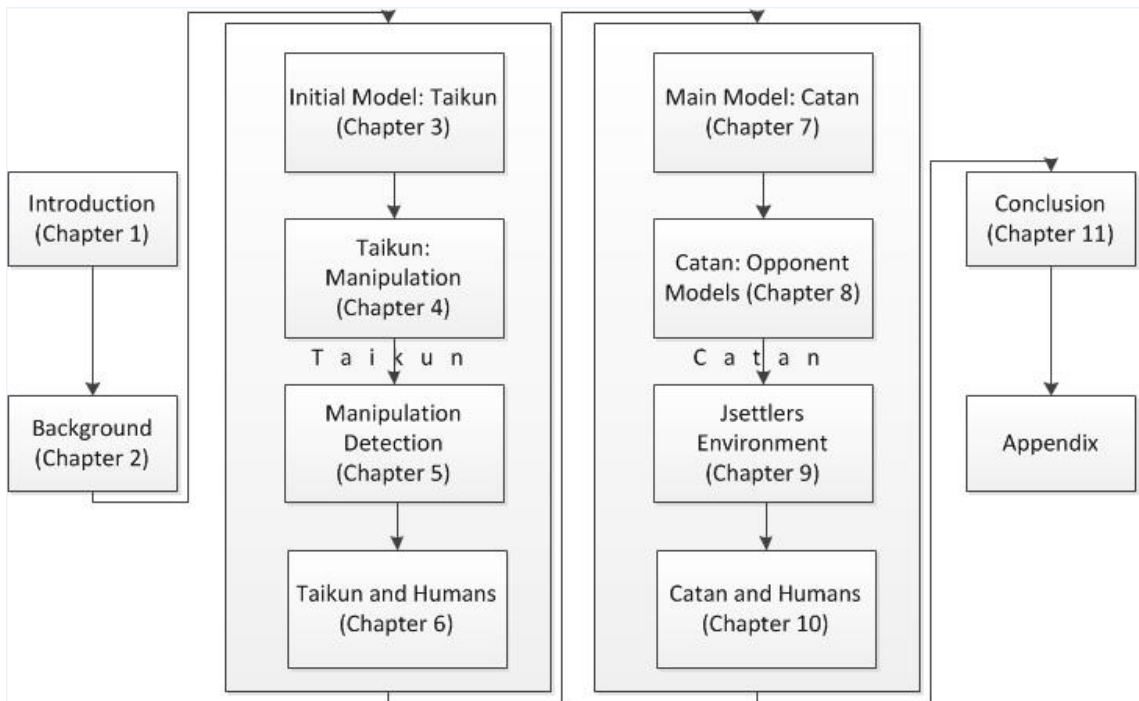 Introduction
(Chapter 1)
Background
(Chapter 2)
Initial Model: Taikun
(Chapter 3)
Taikun:
Manipulation
(Chapter 4)
T a i k u n
Manipulation
Detection
(Chapter 5)
Taikun and Humans
(Chapter 6)
Main Model: Catan
(Chapter 7)
Catan: Opponent
Models (Chapter 8)
C a t a n
Jsettlers
Environment
(Chapter 9)
Catan and Humans
(Chapter 10)
Conclusion
(Chapter 11)
Appendix